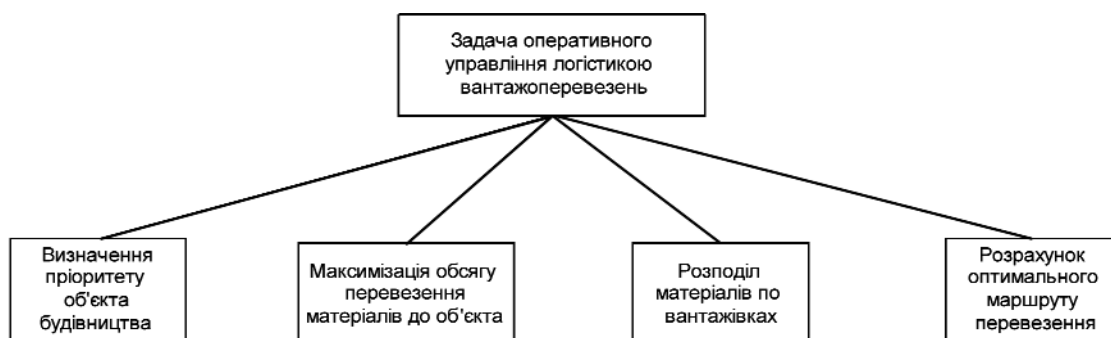 Задача оперативного
управління логістикою
вантажоперевезень
Визначення
пріоритету
об'єкта
будівництва
Максимізація обсягу
перевезення
матеріалів до об'єкта
Розподіл
матеріалів по
вантажівках
Розрахунок
оптимального
маршруту
перевезення